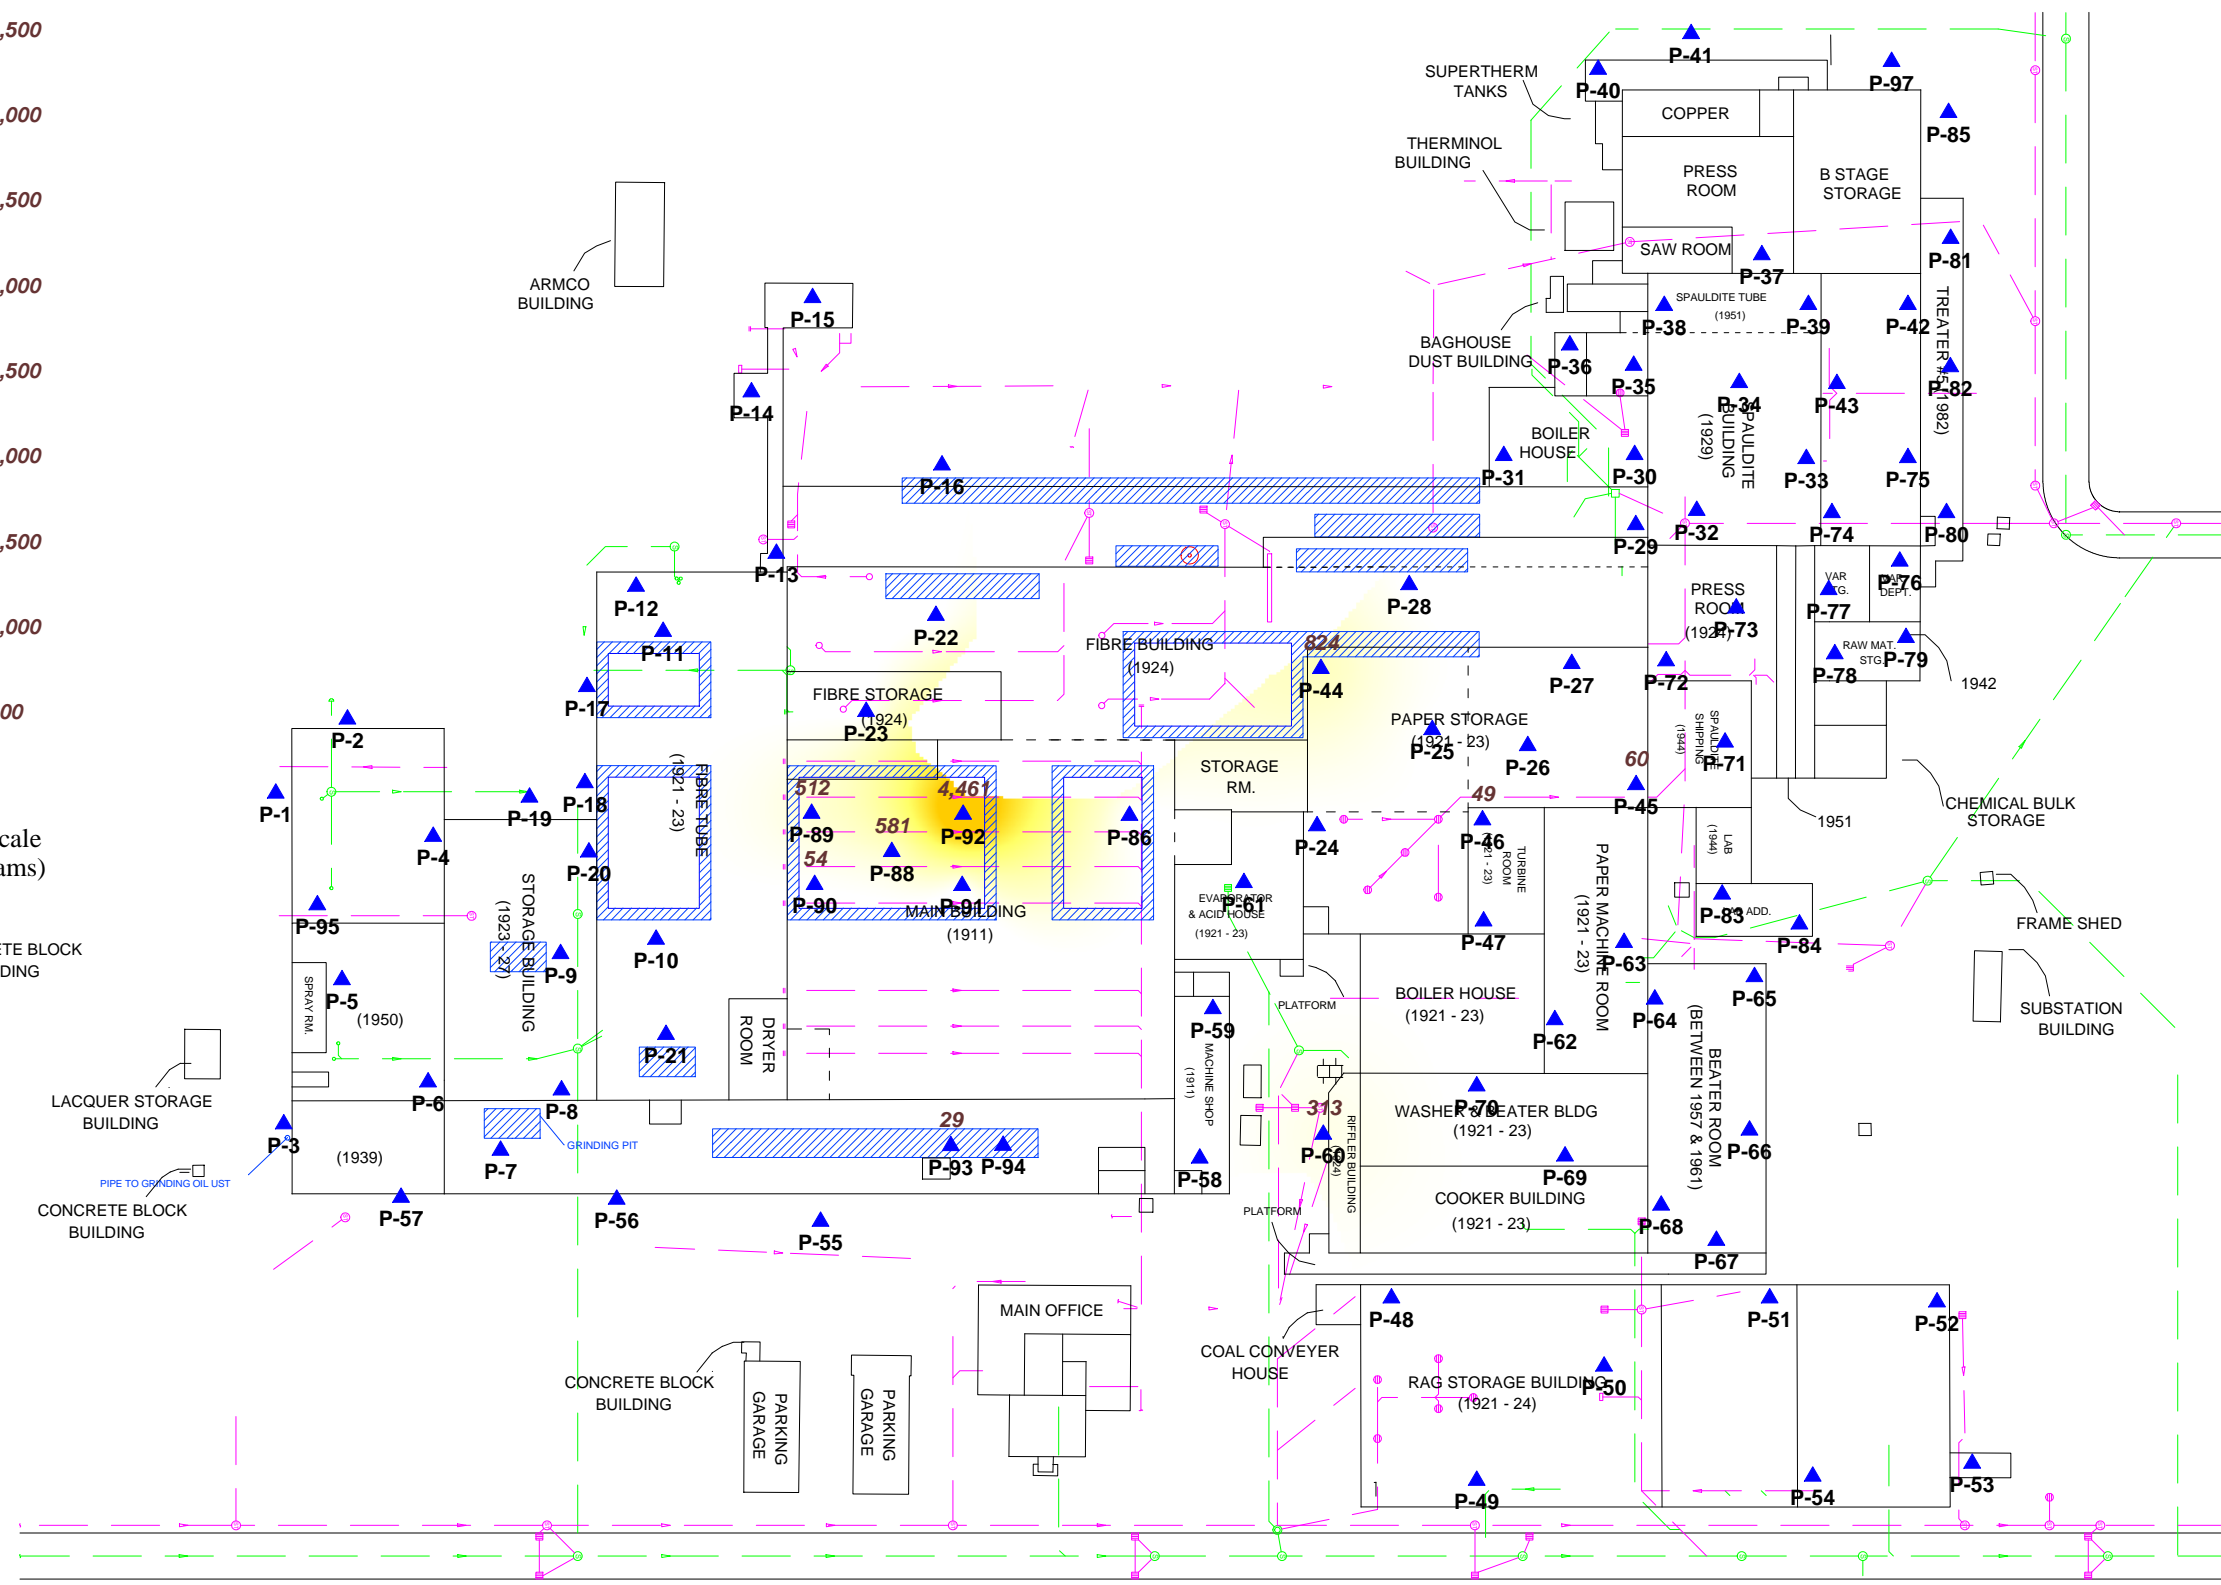 ,500
,000
,500
,000
,500
,000
,500
,000
00
cale
ams)
ETE BLOCK
DING
P-41
P-97
P-40
SUPERTHERM
TANKS
COPPER
P-85
THERMINOL
BUILDING
PRESS
ROOM
B STAGE
STORAGE
SAW ROOM
P-37
P-81
ARMCO
BUILDING
P-15
SPAULDITE TUBE
(1951)
P-38
P-39
P-42
TREATER #5 (1982)
BAGHOUSE
DUST BUILDING
P-36
P-35
P-34
P-43
P-82
P-14
SPAULDITE
BUILDING
(1929)
BOILER
HOUSE
P-16
P-31
P-30
P-33
P-75
P-29
P-32
P-74
P-80
P-13
P-12
P-22
P-28
PRESS
ROOM
(1924)
P-73
VAR
P-77
P-76
DEPT.
P-11
FIBRE BUILDING
(1924)
824
P-44
P-27
P-72
RAW MAT.
STG.
P-78
P-79
1942
P-17
FIBRE STORAGE
(1924)
P-23
PAPER STORAGE
(1921 - 23)
P-25
P-26
SPAULDITE
SHIPPING
(1944)
P-71
P-2
FIBRE TUBE
(1921 - 23)
STORAGE
RM.
60
P-45
P-1
P-19
P-18
512
P-89
4,461
P-92
581
P-88
54
P-90
P-91
P-86
49
P-46
P-24
CHEMICAL BULK
STORAGE
1951
P-4
P-20
MAIN BUILDING
(1911)
TURBINE
ROOM
PAPER MACHINE ROOM
(1921 - 23)
LAB
(1944)
P-95
STORAGE BUILDING
(1923 - 27)
P-9
P-10
EVAPORATOR
& ACID HOUSE
(1921 - 23)
P-61
P-47
P-63
P-83
ADD.
P-84
FRAME SHED
SPRAY RM.
P-5
(1950)
P-21
DRYER
ROOM
P-59
MACHINE SHOP
(1911)
PLATFORM
BOILER HOUSE
(1921 - 23)
P-62
P-64
P-65
SUBSTATION
BUILDING
LACQUER STORAGE
BUILDING
P-6
P-8
P-3
(1939)
P-7
GRINDING PIT
29
P-93
P-94
P-58
313
P-60
RIFFLER BUILDING
P-70
WASHER & BEATER BLDG
(1921 - 23)
P-69
BEATER ROOM
(BETWEEN 1957 & 1961)
P-66
PIPE TO GRINDING OIL UST
CONCRETE BLOCK
BUILDING
P-57
P-56
P-55
PLATFORM
COOKER BUILDING
(1921 - 23)
P-68
P-67
MAIN OFFICE
P-48
P-51
P-52
COAL CONVEYER
HOUSE
CONCRETE BLOCK
BUILDING
PARKING
GARAGE
PARKING
GARAGE
RAG STORAGE BUILDING
(1921 - 24)
P-50
P-49
P-54
P-53